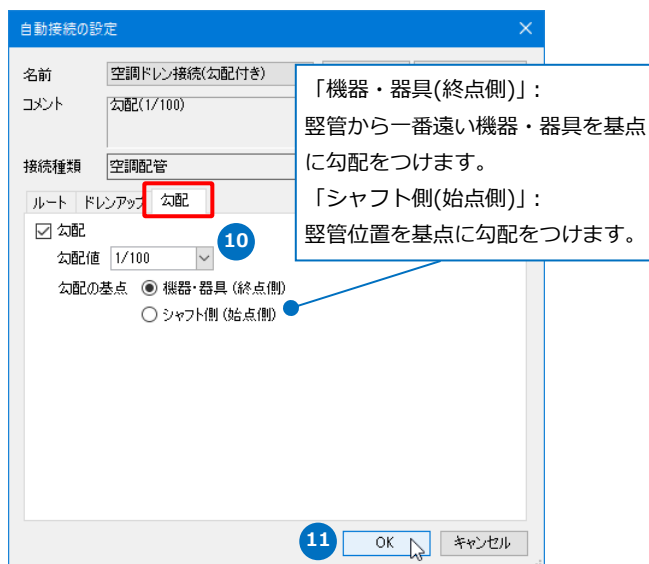 自動接続の設定
名前 空調ドレン接続(勾配付き)
コメント 勾配(1/100)
接続種類 空調配管
ルート ドレンアップ 勾配
勾配
10
勾配値 1/100
勾配の基点 機器・器具 (終点側)
シャフト側 (始点側)
「機器・器具(終点側)」:
竪管から一番遠い機器・器具を基点
に勾配をつけます。
「シャフト側(始点側)」:
竪管位置を基点に勾配をつけます。
11 OK キャンセル